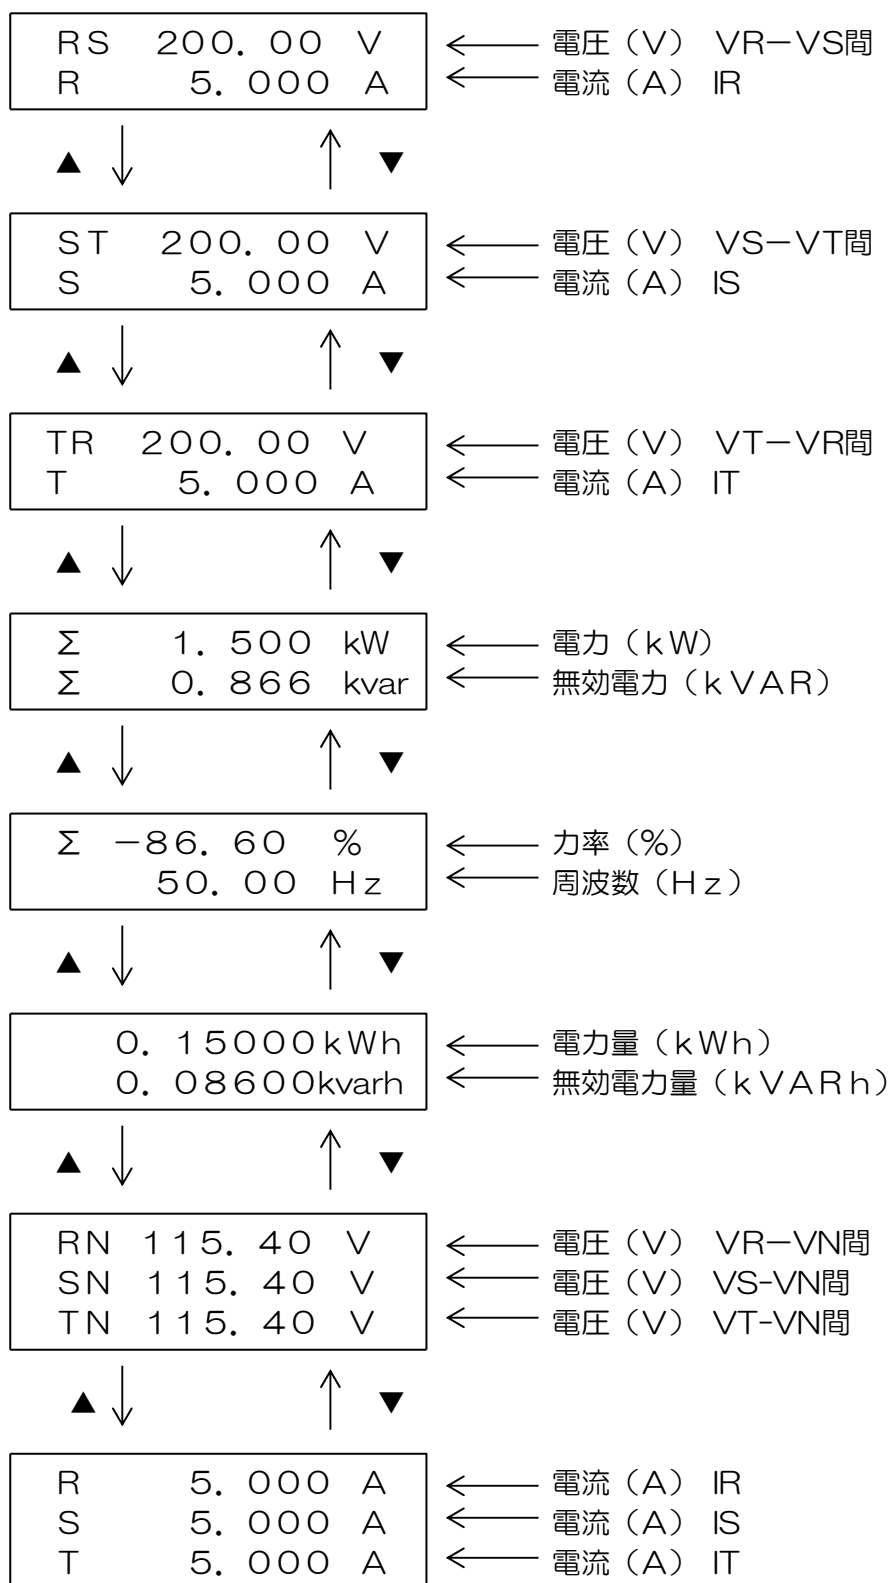 RS 200.00 V ← 電圧(V) VR−VS間
R 5.000 A ← 電流(A) IR
▲ ↓ ↑ ▼
ST 200.00 V ← 電圧(V) VS−VT間
S 5.000 A ← 電流(A) IS
▲ ↓ ↑ ▼
TR 200.00 V ← 電圧(V) VT−VR間
T 5.000 A ← 電流(A) IT
▲ ↓ ↑ ▼
Σ 1.500 kW ← 電力(kW)
Σ 0.866 kvar ← 無効電力(kVAR)
▲ ↓ ↑ ▼
Σ −86.60 % ← 力率(%)
50.00 Hz ← 周波数(Hz)
▲ ↓ ↑ ▼
0.15000kWh ← 電力量(kWh)
0.08600kvarh ← 無効電力量(kVARh)
▲ ↓ ↑ ▼
RN 115.40 V ← 電圧(V) VR−VN間
SN 115.40 V ← 電圧(V) VS-VN間
TN 115.40 V ← 電圧(V) VT-VN間
▲ ↓ ↑ ▼
R 5.000 A ← 電流(A) IR
S 5.000 A ← 電流(A) IS
T 5.000 A ← 電流(A) IT